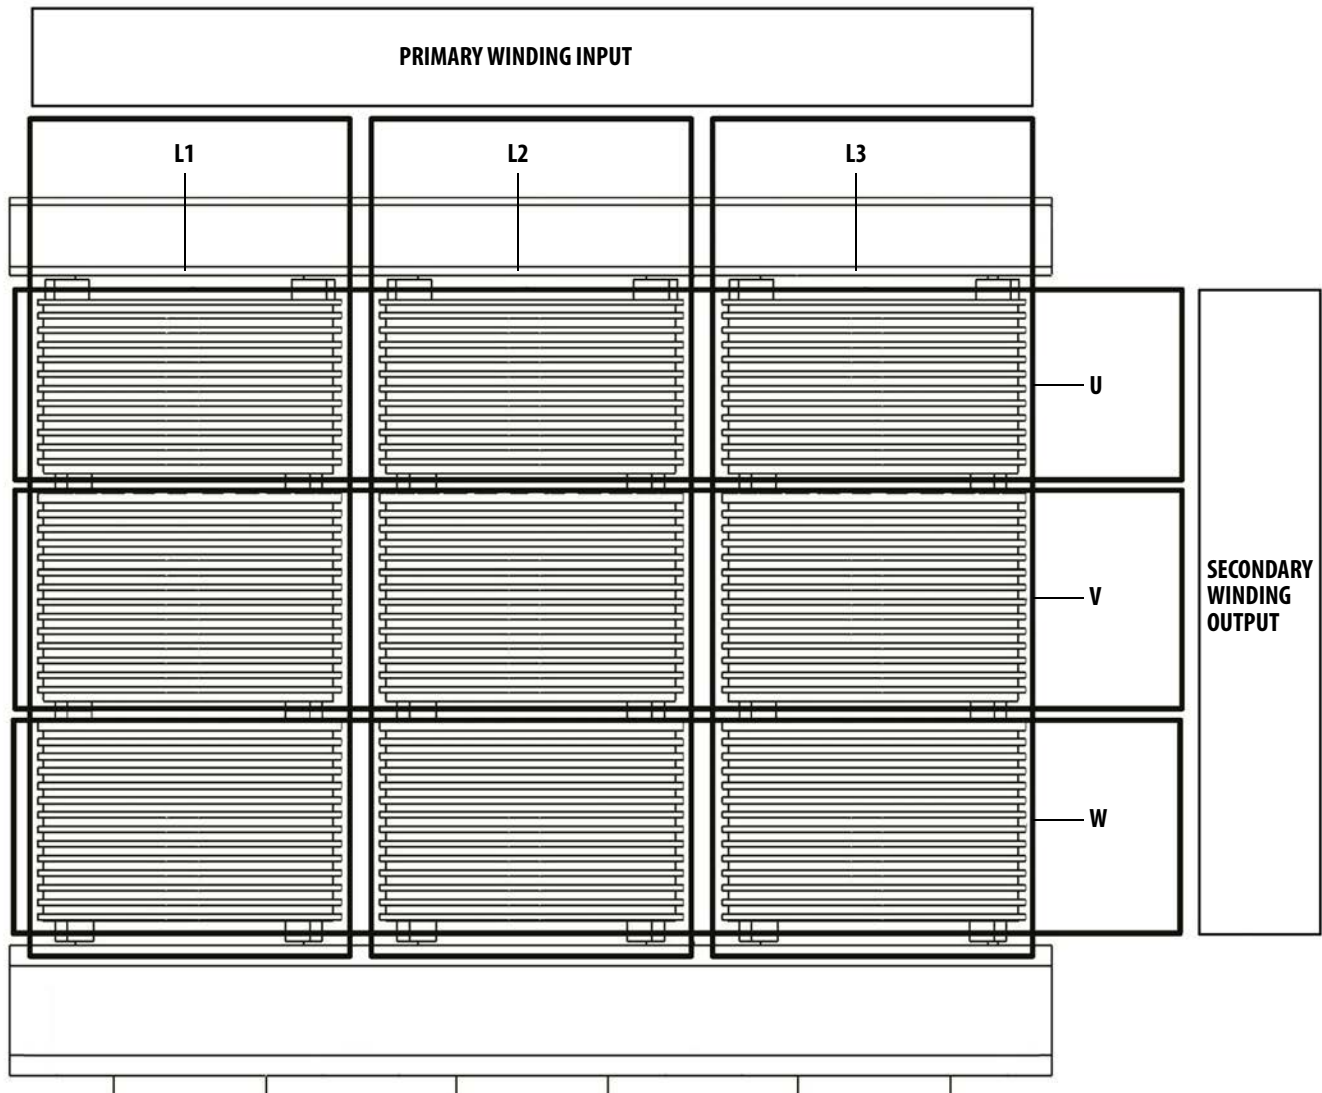 PRIMARY WINDING INPUT
L1
L2
L3
U
V
SECONDARY
WINDING
OUTPUT
W